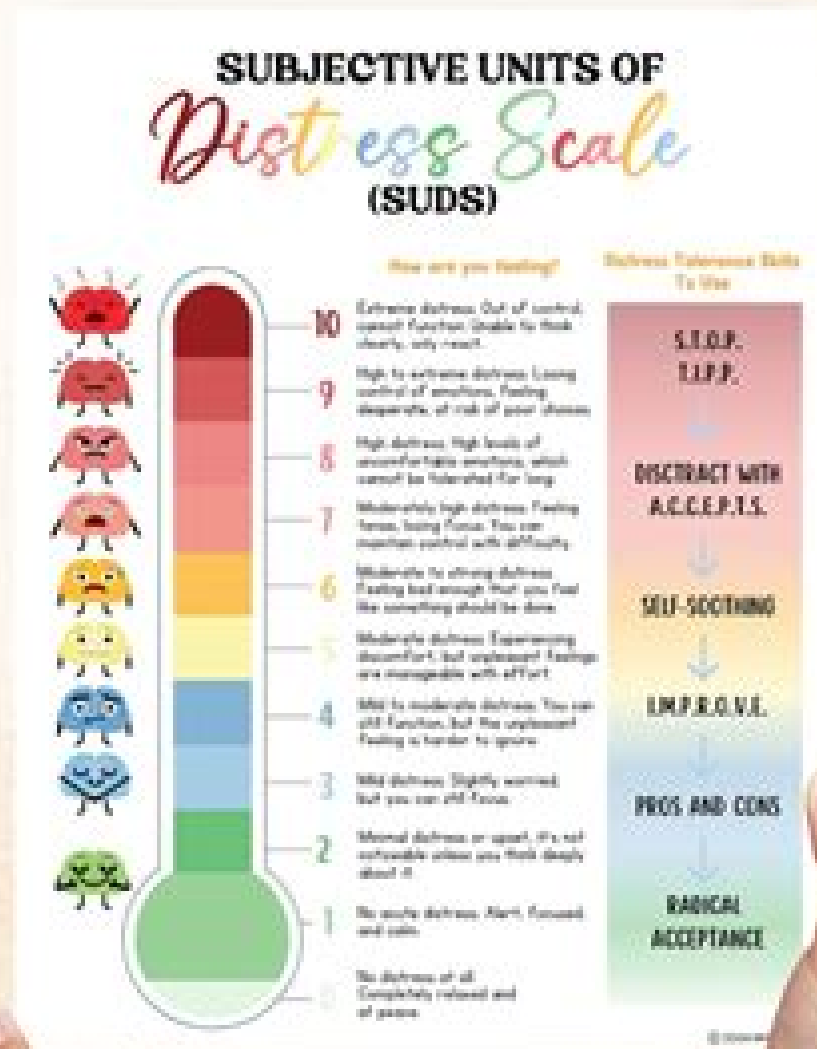 SUBJECTIVE UNITS OF
Distress Scale
(SUDS)
How are you feeling?
Distress Tolerance Skills
To Use
10
Extreme distress. Out of control,
cannot function. Unable to think
clearly, only react.
9
High to extreme distress. Losing
control of emotions, feeling
desperate, at risk of poor choices.
8
High distress. High levels of
uncomfortable emotions, which
cannot be tolerated for long.
7
Moderately high distress. Feeling
tense, losing focus. You can
maintain control with difficulty.
6
Moderate to strong distress.
Feeling bad enough that you feel
like something should be done.
5
Moderate distress. Experiencing
discomfort, but unpleasant feelings
are manageable with effort.
4
Mild to moderate distress. You can
still function, but the unpleasant
feeling is harder to ignore.
3
Mild distress. Slightly worried,
but you can still focus.
2
Minimal distress or upset, it's not
noticeable unless you think deeply
about it.
1
No acute distress. Alert, focused,
and calm.
0
No distress at all.
Completely relaxed and
at peace.
S.T.O.P.
T.I.P.P.
DISCTRACT WITH
A.C.C.E.P.T.S.
SELF-SOOTHING
I.M.P.R.O.V.E.
PROS AND CONS
RADICAL
ACCEPTANCE
©